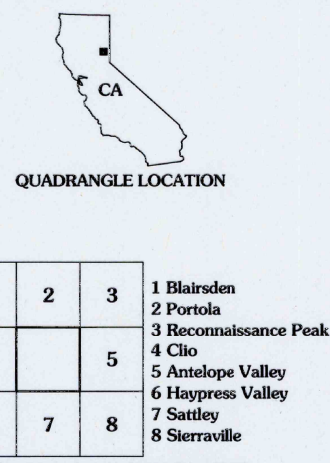 CA
QUADRANGLE LOCATION
2 3
5
7 8
1 Blairsden
2 Portola
3 Reconnaissance Peak
4 Clio
5 Antelope Valley
6 Haypress Valley
7 Sattley
8 Sierraville